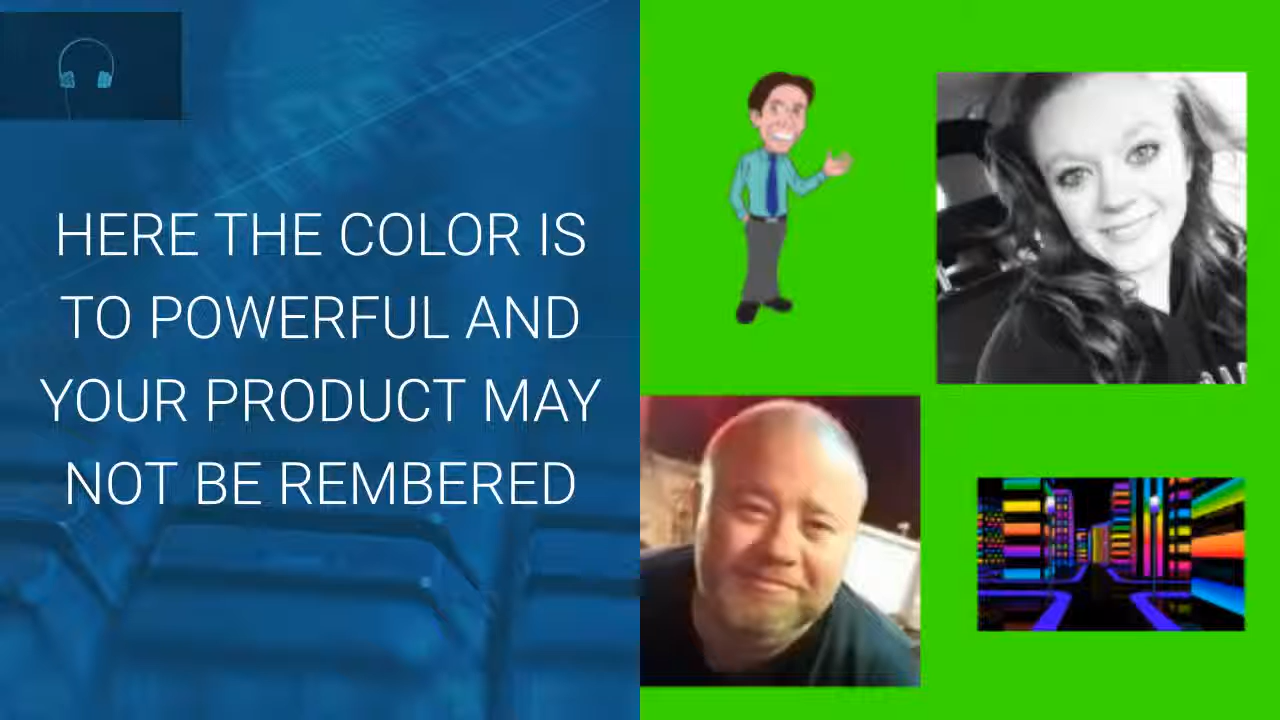 HERE THE COLOR IS
TO POWERFUL AND
YOUR PRODUCT MAY
NOT BE REMBERED